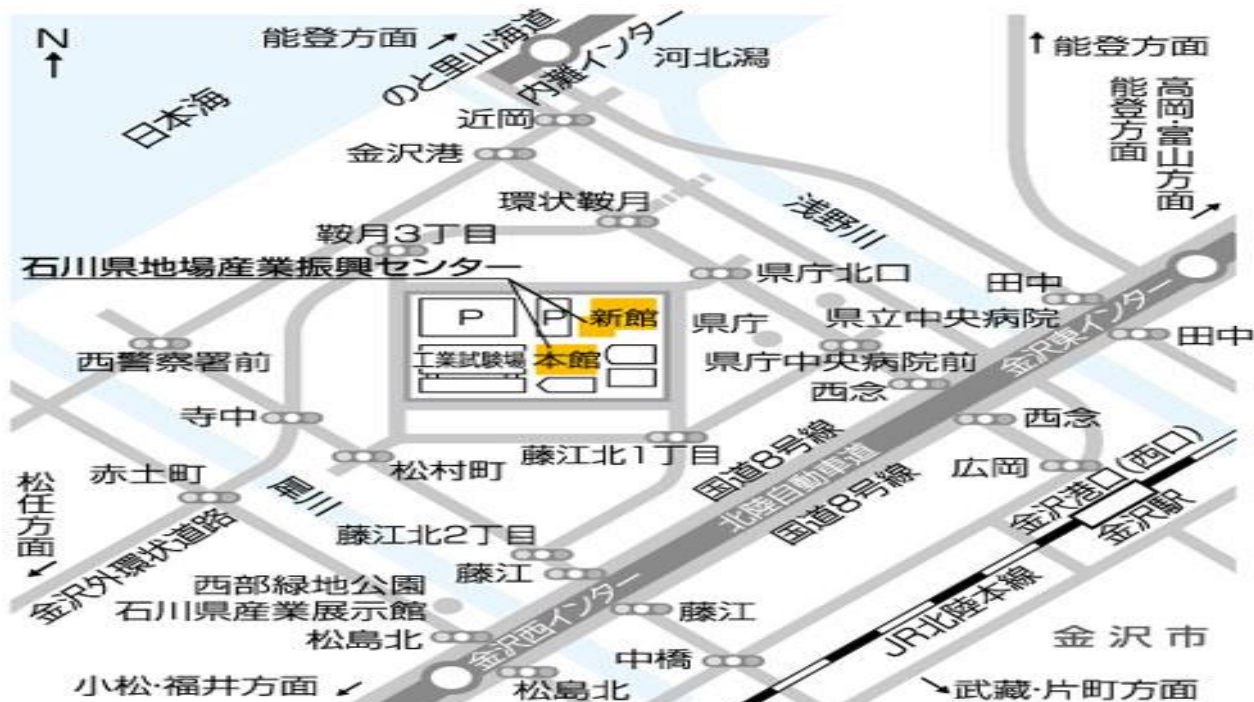 N
能登方面
のと里山海道
内灘インター
河北潟
能登方面
高岡・富山方面
能登方面
日本海
近岡
金沢港
環状鞍月
浅野川
鞍月3丁目
石川県地場産業振興センター
県庁北口
田中
P
P
新館
県庁
県立中央病院
金沢東インター
田中
西警察署前
工業試験場
本館
県庁中央病院前
西念
寺中
西念
赤土町
松村町
藤江北1丁目
国道8号線
広岡
金沢港口(西口)
松任方面
犀川
北陸自動車道
国道8号線
金沢駅
金沢外環状道路
藤江北2丁目
西部緑地公園
藤江
石川県産業展示館
藤江
JR北陸本線
松島北
金沢西インター
中橋
金沢市
小松・福井方面
松島北
武蔵・片町方面